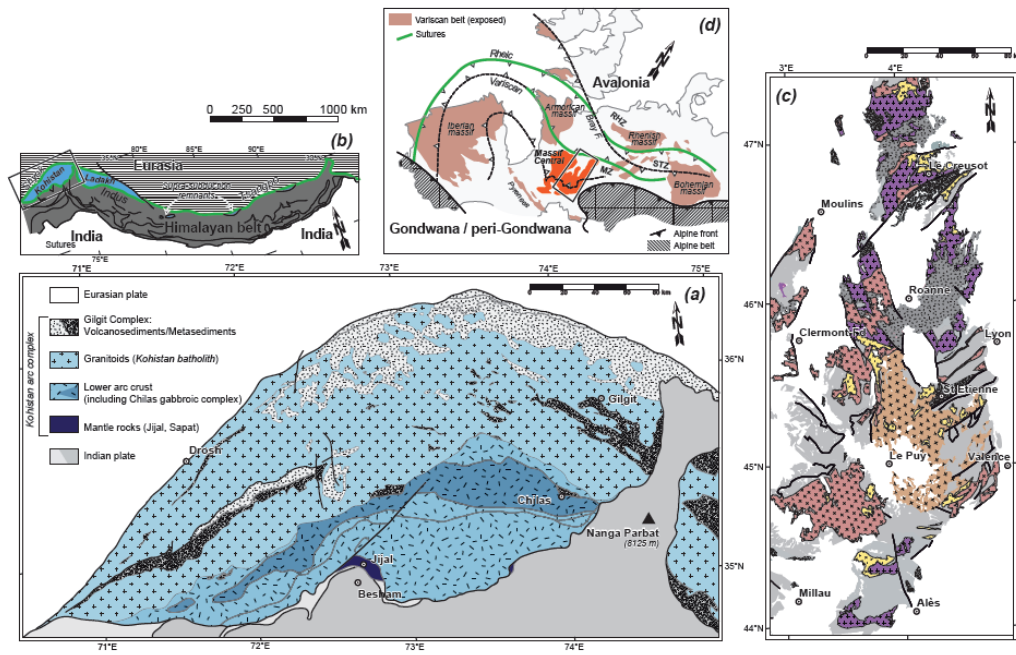 Variscan belt (exposed)
Sutures
(d)
N
Rheic
Variscan
Avalonia
Iberian
massif
Armorican
massif
Bray F.
RHZ
Rhenish
massif
Massif
Central
MZ
STZ
Bohemian
massif
Pyrenees
Gondwana / peri-Gondwana
Alpine front
Alpine belt
0 250 500 1000 km
(b)
80°E
85°E
90°E
Eurasia
Kohistan
Ladakh
Indus
75°E
Supra-subduction
remnants
Himalayan belt
India
Sutures
India
N
71°E
72°E
73°E
74°E
75°E
(a)
N
Kohistan arc complex
Eurasian plate
Gilgit Complex:
Volcanosediments/Metasediments
Granitoids (Kohistan batholith)
Lower arc crust
(including Chilas gabbroic complex)
Mantle rocks (Jijal, Sapat)
Indian plate
36°N
35°N
Gilgit
Drosh
Chilas
Nanga Parbat
(8125 m)
Jijal
Besham
71°E
72°E
73°E
74°E
3°E
4°E
(c)
N
47°N
46°N
45°N
44°N
Le Creusot
Moulins
Roanne
Clermont-Fd
Lyon
St Etienne
Le Puy
Valence
Millau
Alès